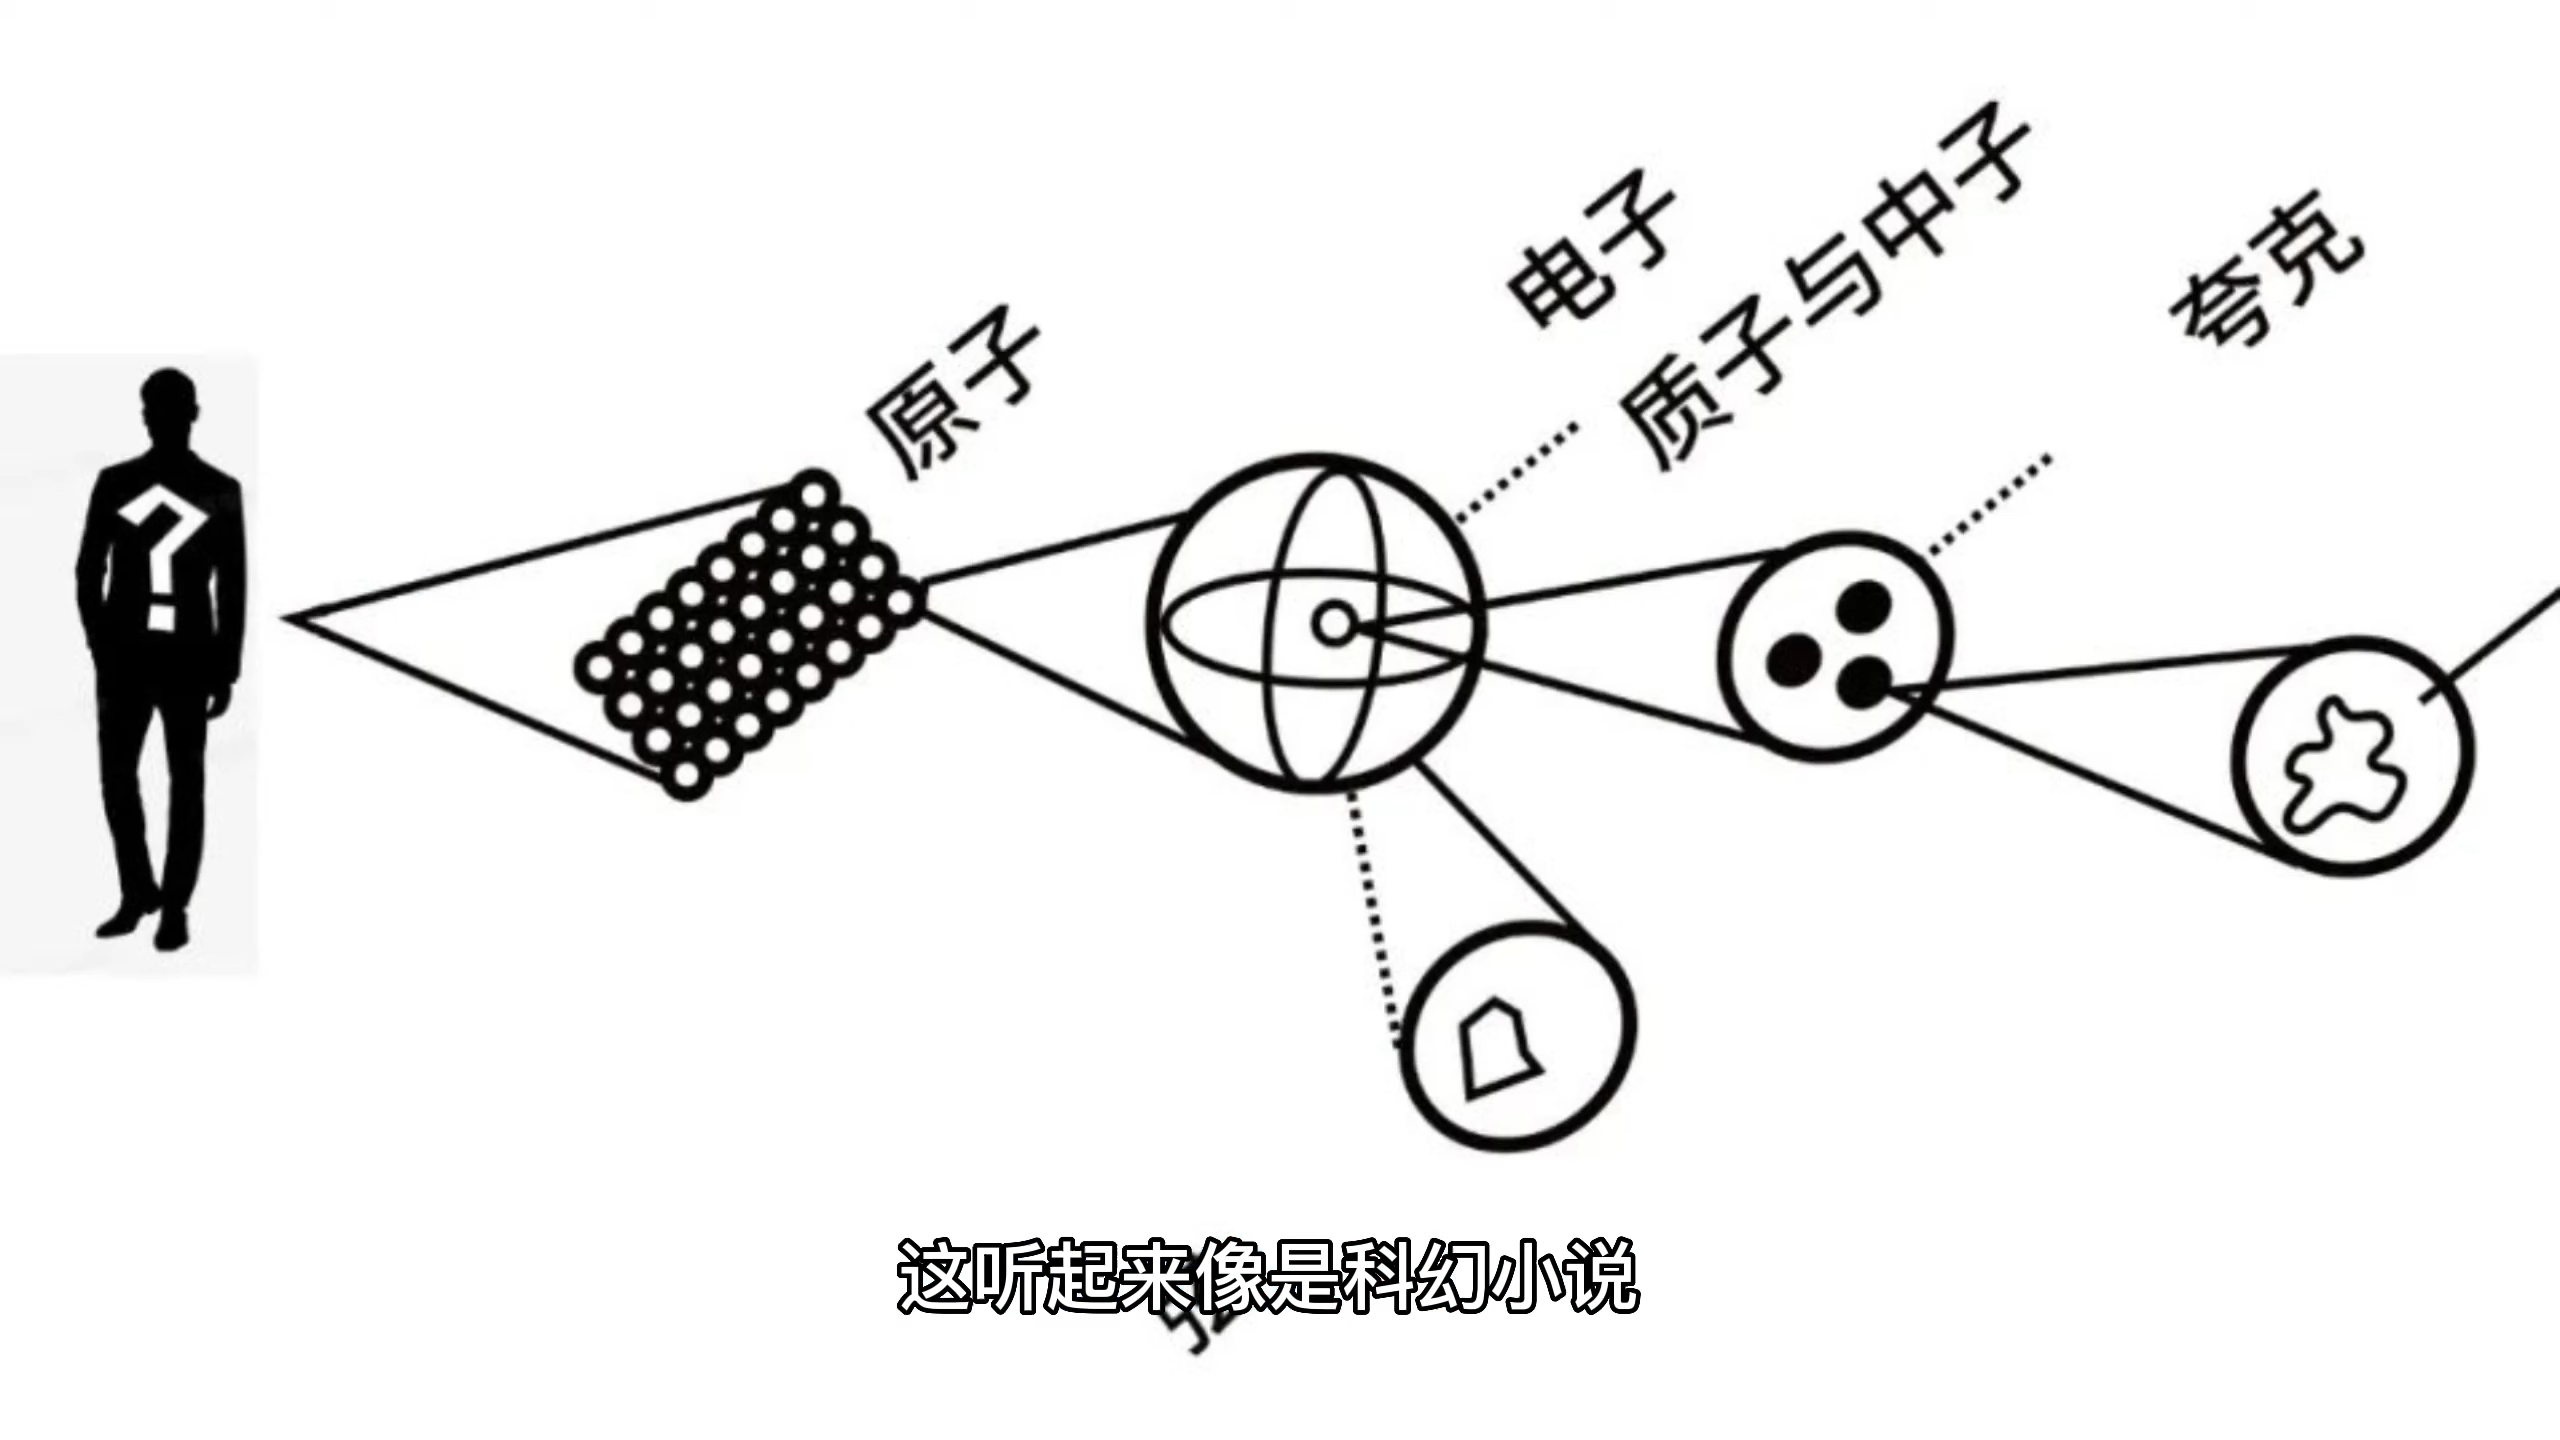 原子
电子
质子与中子
夸克
?
这听起来像是科幻小说